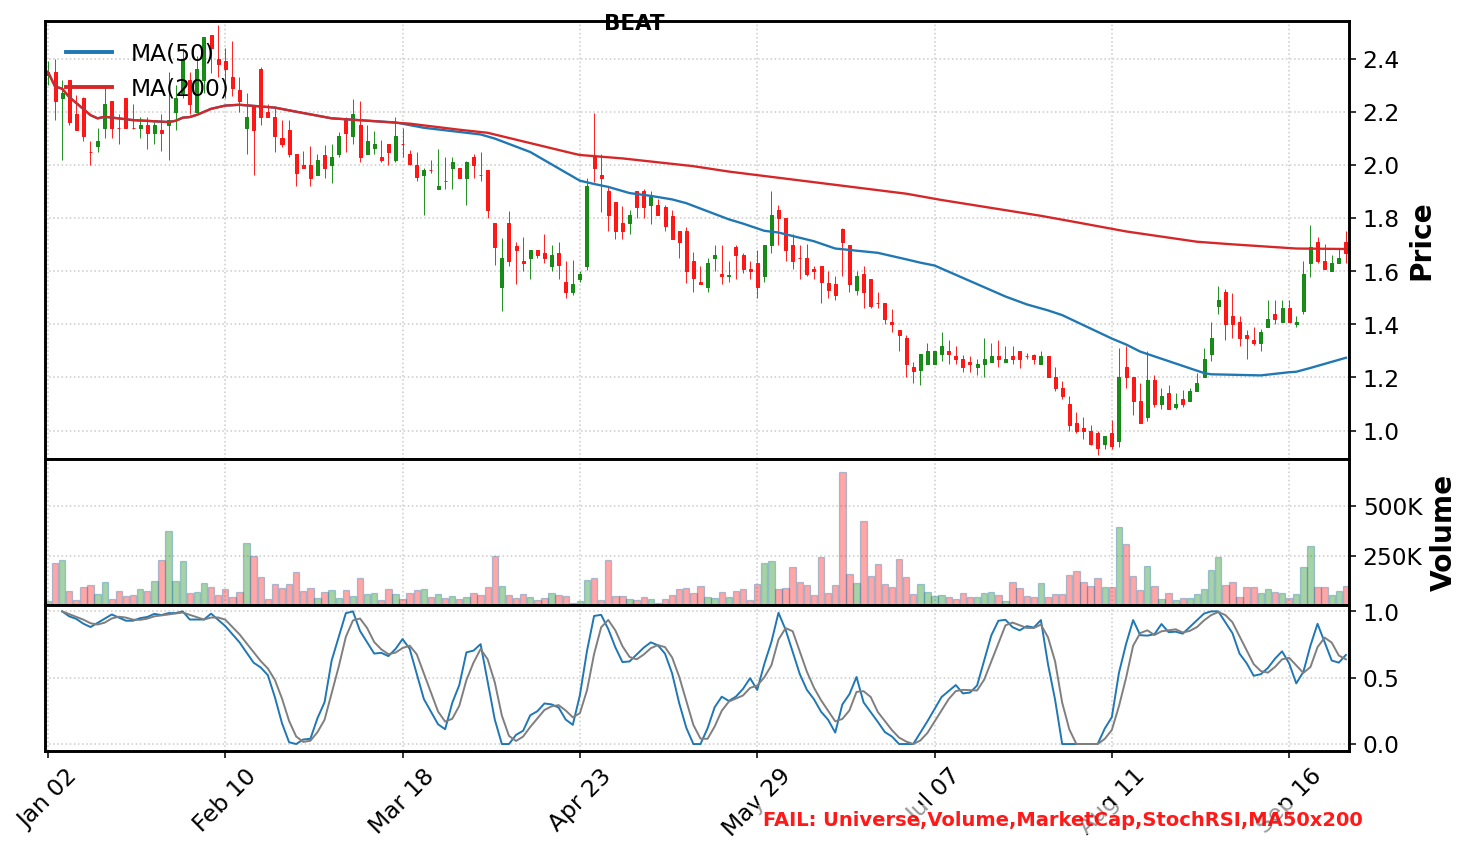 BEAT
MA(50)
MA(200)
2.4
2.2
2.0
1.8
1.6
1.4
1.2
1.0
Price
500K
250K
Volume
1.0
0.5
0.0
Jan 02
Feb 10
Mar 18
Apr 23
May 29
Jul 07
Aug 11
Sep 16
FAIL: Universe,Volume,MarketCap,StochRSI,MA50x200